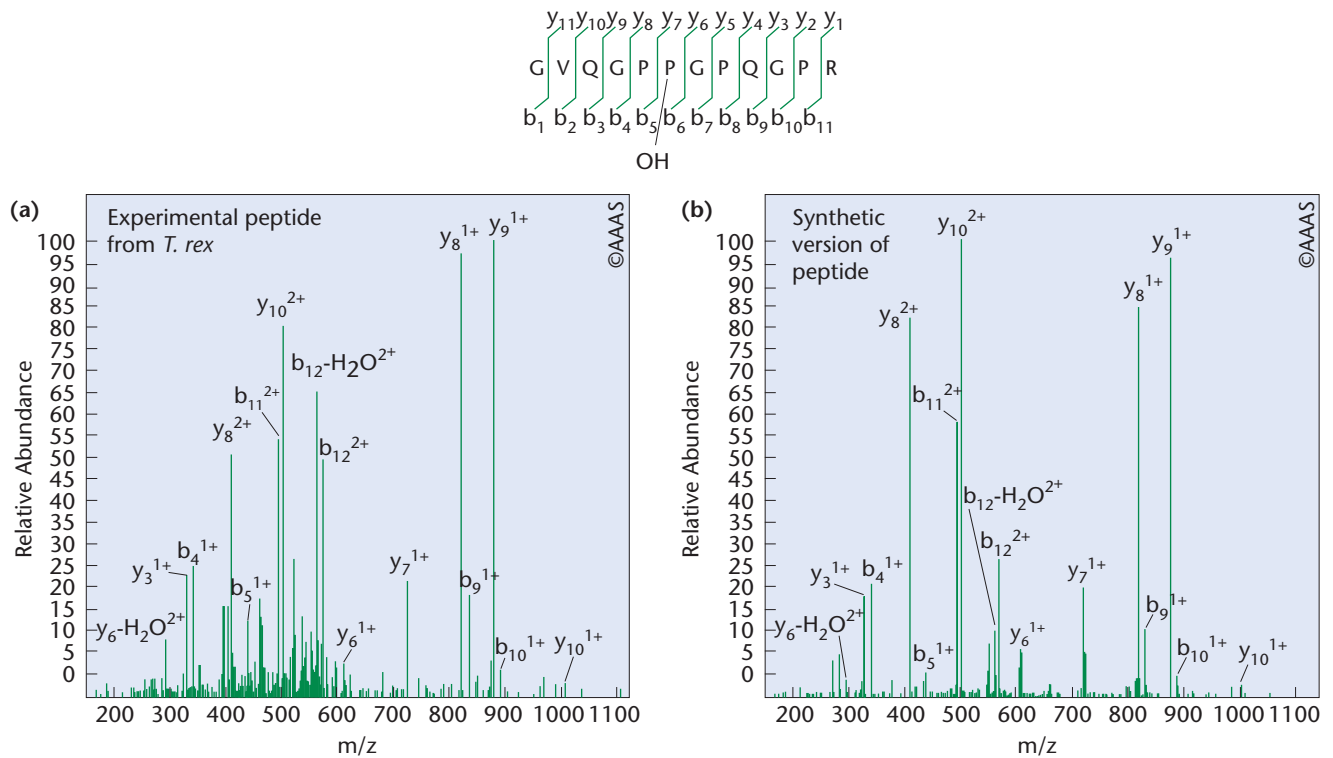 y11 y10 y9 y8 y7 y6 y5 y4 y3 y2 y1
G V Q G P P G P Q G P R
b1 b2 b3 b4 b5 b6 b7 b8 b9 b10 b11
OH
(a)
Experimental peptide
from T. rex
©AAAS
Relative Abundance
100
95
90
85
80
75
70
65
60
55
50
45
40
35
30
25
20
15
10
5
0
y6-H2O2+
y3 1+
b4 1+
y8 2+
b5 1+
b11 2+
y10 2+
b12-H2O2+
b12 2+
y6 1+
y7 1+
y8 1+
b9 1+
y9 1+
b10 1+
y10 1+
200 300 400 500 600 700 800 900 1000 1100
m/z
(b)
Synthetic
version of
peptide
©AAAS
Relative Abundance
100
95
90
85
80
75
70
65
60
55
50
45
40
35
30
25
20
15
10
5
0
y6-H2O2+
y3 1+
b4 1+
y8 2+
b5 1+
b11 2+
y10 2+
b12-H2O2+
b12 2+
y6 1+
y7 1+
y8 1+
b9 1+
y9 1+
b10 1+
y10 1+
200 300 400 500 600 700 800 900 1000 1100
m/z